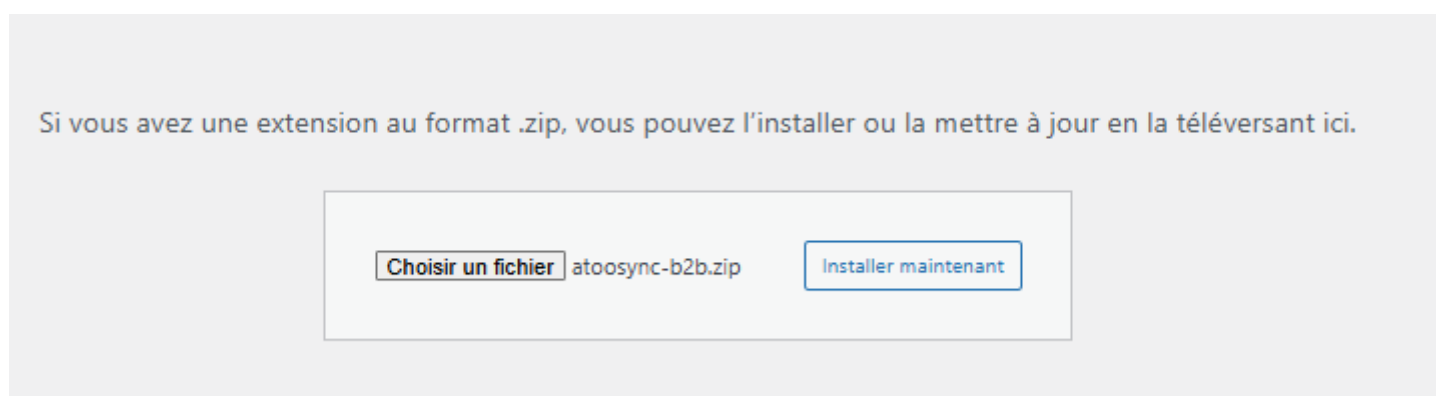 Si vous avez une extension au format .zip, vous pouvez l’installer ou la mettre à jour en la téléversant ici.
Choisir un fichier atoosync-b2b.zip Installer maintenant